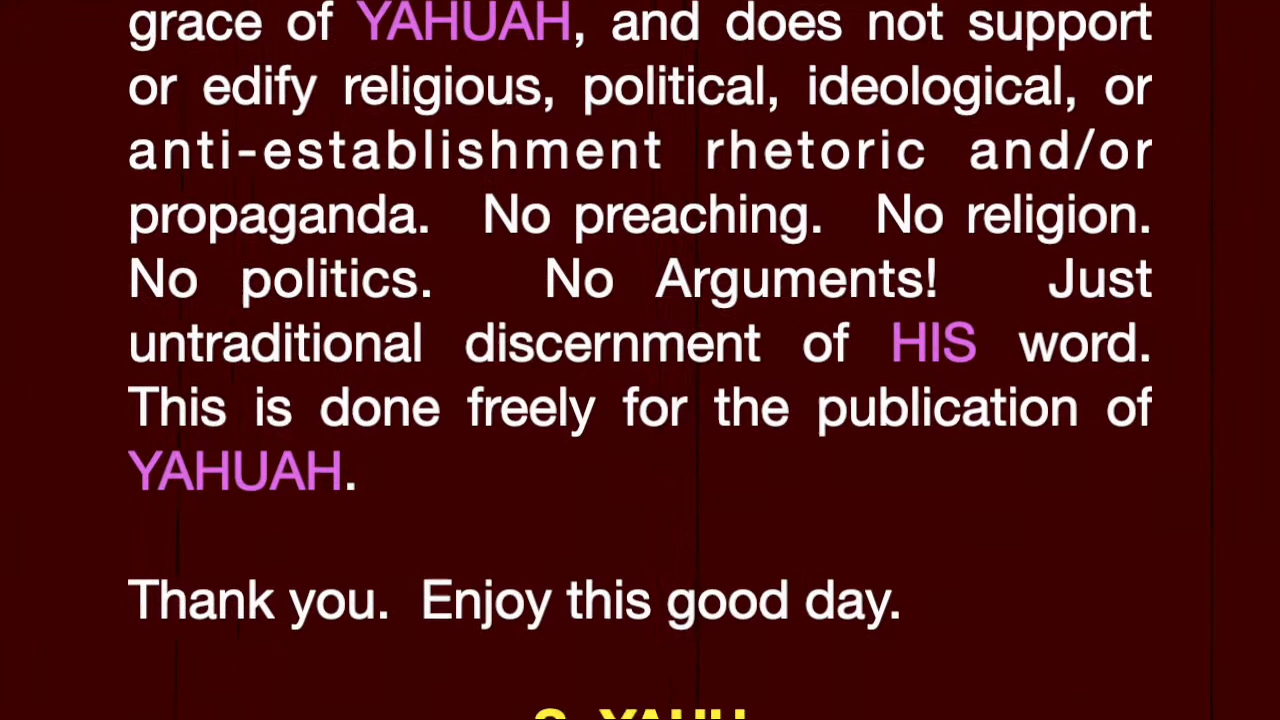 grace of YAHUAH, and does not support
or edify religious, political, ideological, or
anti-establishment rhetoric and/or
propaganda. No preaching. No religion.
No politics. No Arguments! Just
untraditional discernment of HIS word.
This is done freely for the publication of
YAHUAH.
Thank you. Enjoy this good day.